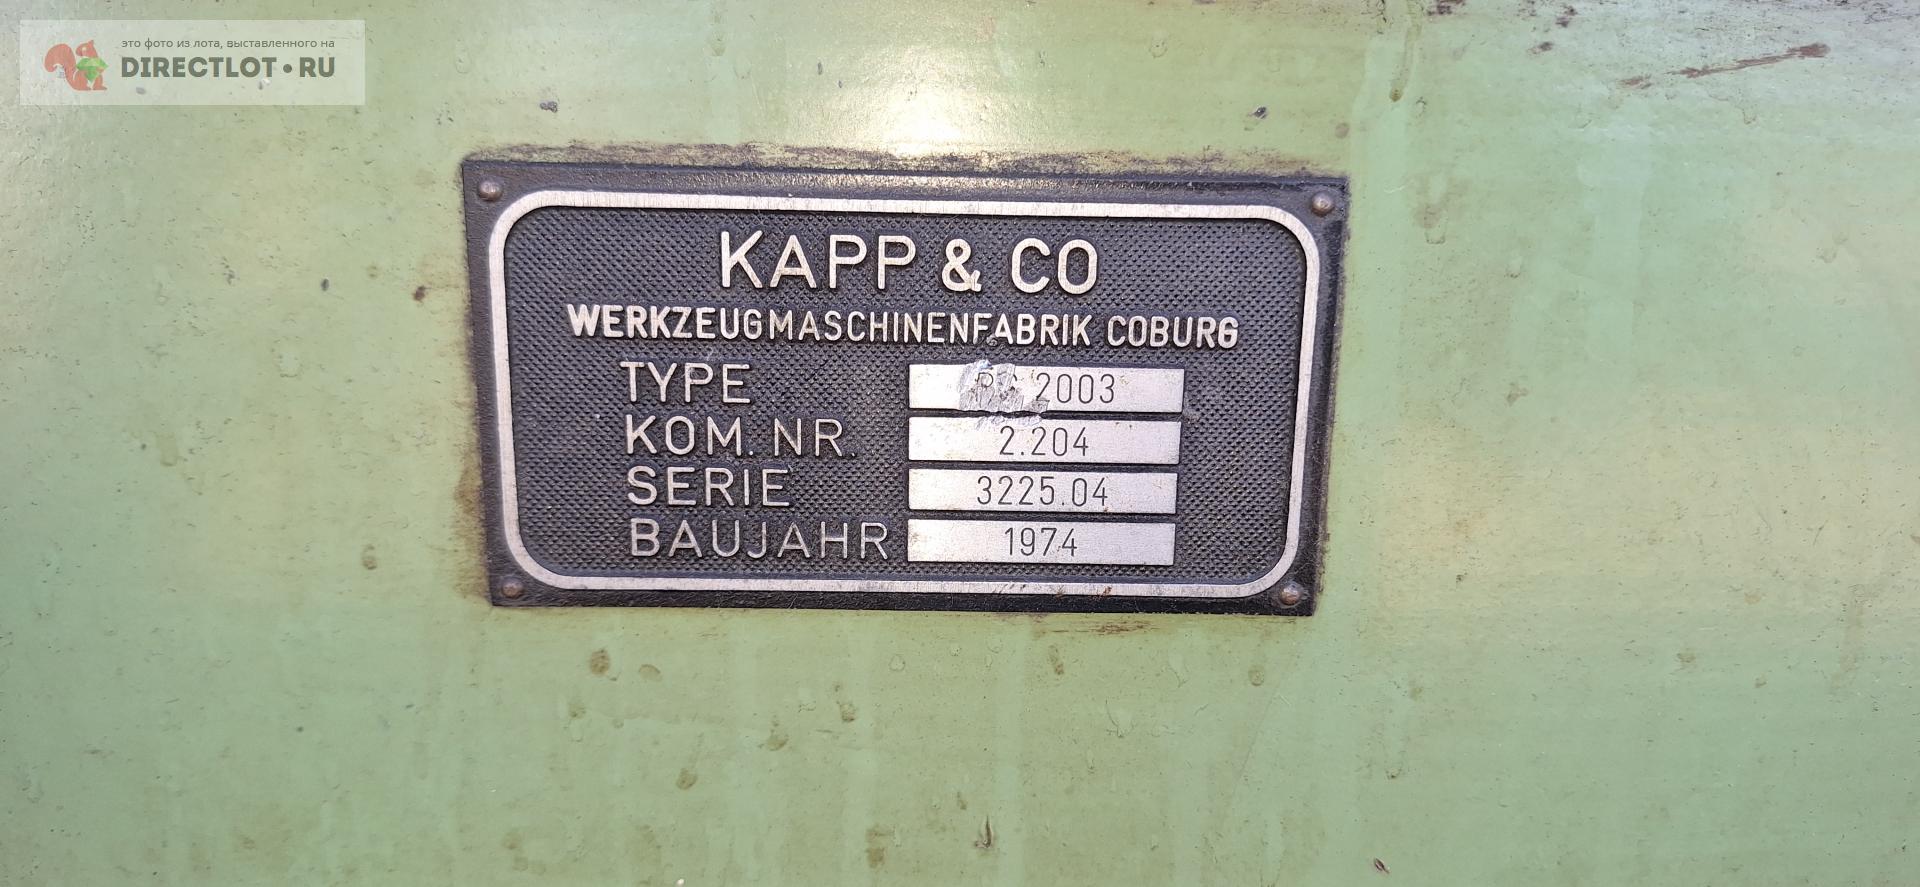 это фото из лота, выставленного на
DIRECTLOT.RU
KAPP & CO
WERKZEUGMASCHINENFABRIK COBURG
TYPE 2003
KOM. NR. 2.204
SERIE 3225.04
BAUJAHR 1974